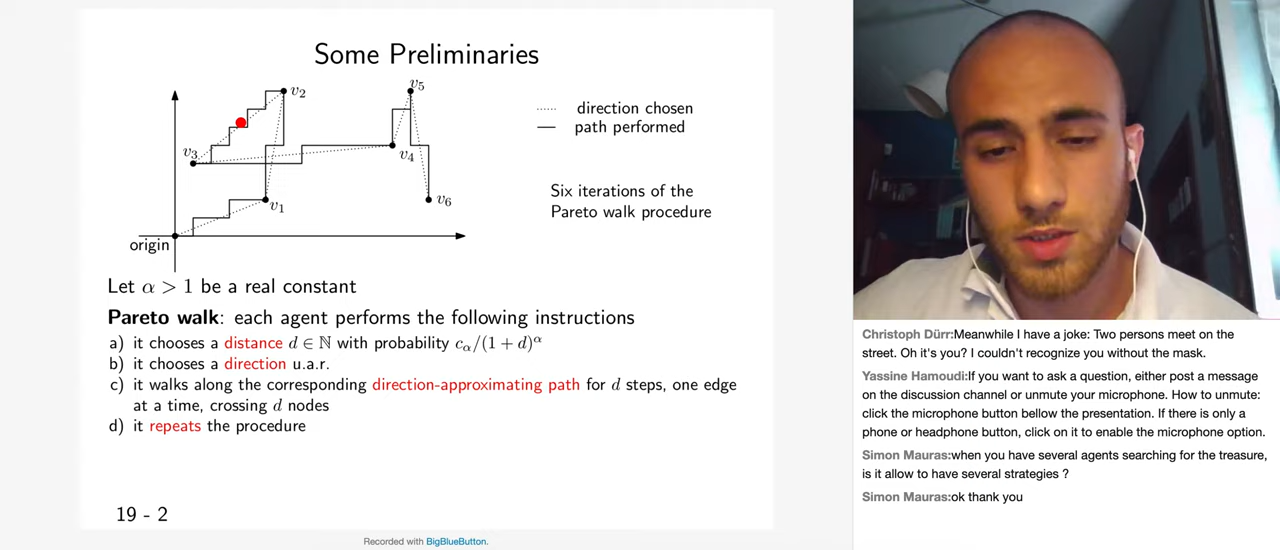 Some Preliminaries
v₂
v₅
v₃
v₄
v₁
v₆
origin
direction chosen
path performed
Six iterations of the
Pareto walk procedure
Let α > 1 be a real constant
Pareto walk: each agent performs the following instructions
a) it chooses a distance d ∈ ℕ with probability cα/(1 + d)^α
b) it chooses a direction u.a.r.
c) it walks along the corresponding direction-approximating path for d steps, one edge
at a time, crossing d nodes
d) it repeats the procedure
19 - 2
Recorded with BigBlueButton.
Christoph Dürr:Meanwhile I have a joke: Two persons meet on the
street. Oh it's you? I couldn't recognize you without the mask.
Yassine Hamoudi:If you want to ask a question, either post a message
on the discussion channel or unmute your microphone. How to unmute:
click the microphone button bellow the presentation. If there is only a
phone or headphone button, click on it to enable the microphone option.
Simon Mauras:when you have several agents searching for the treasure,
is it allow to have several strategies ?
Simon Mauras:ok thank you